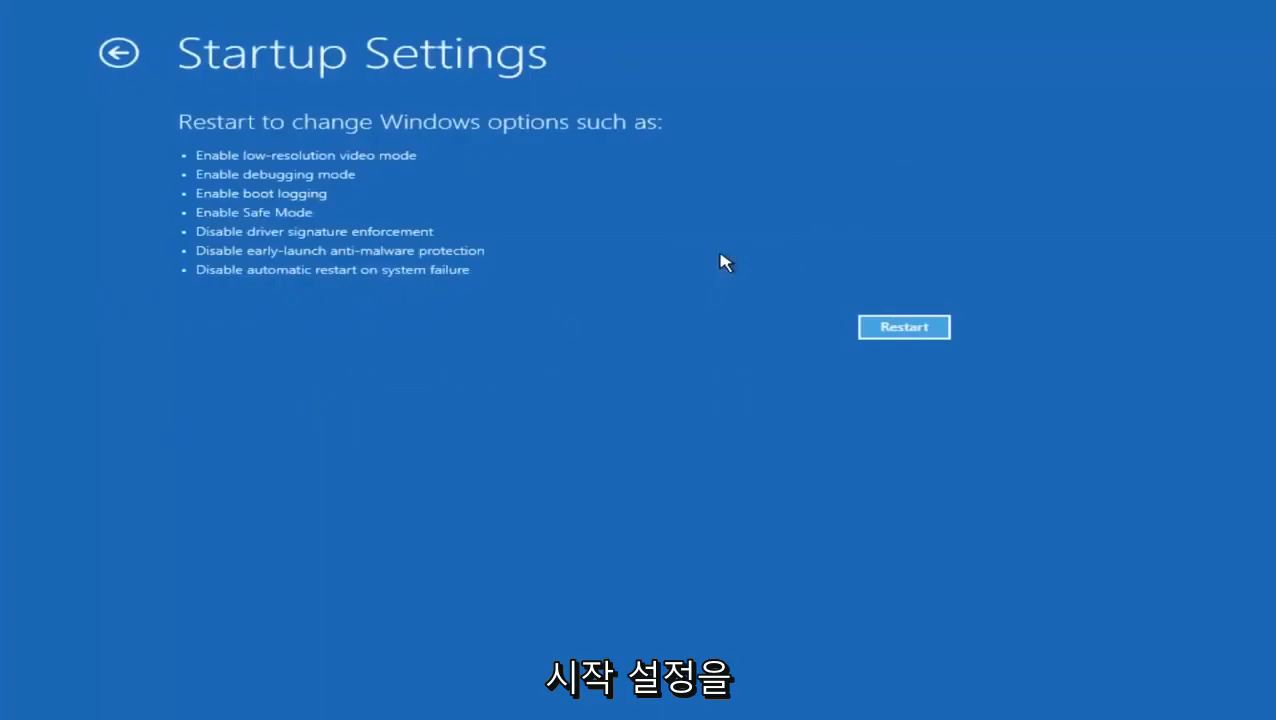 Startup Settings
Restart to change Windows options such as:
• Enable low-resolution video mode
• Enable debugging mode
• Enable boot logging
• Enable Safe Mode
• Disable driver signature enforcement
• Disable early-launch anti-malware protection
• Disable automatic restart on system failure
Restart
시작 설정을